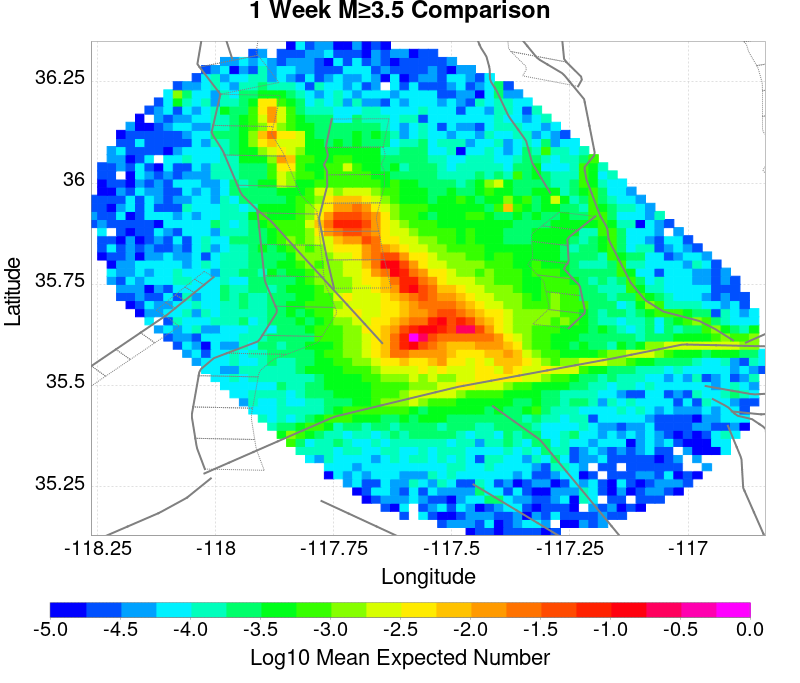 1 Week M≥3.5 Comparison
36.25
36
35.75
35.5
35.25
Latitude
-118.25 -118 -117.75 -117.5 -117.25 -117
Longitude
-5.0 -4.5 -4.0 -3.5 -3.0 -2.5 -2.0 -1.5 -1.0 -0.5 0.0
Log10 Mean Expected Number